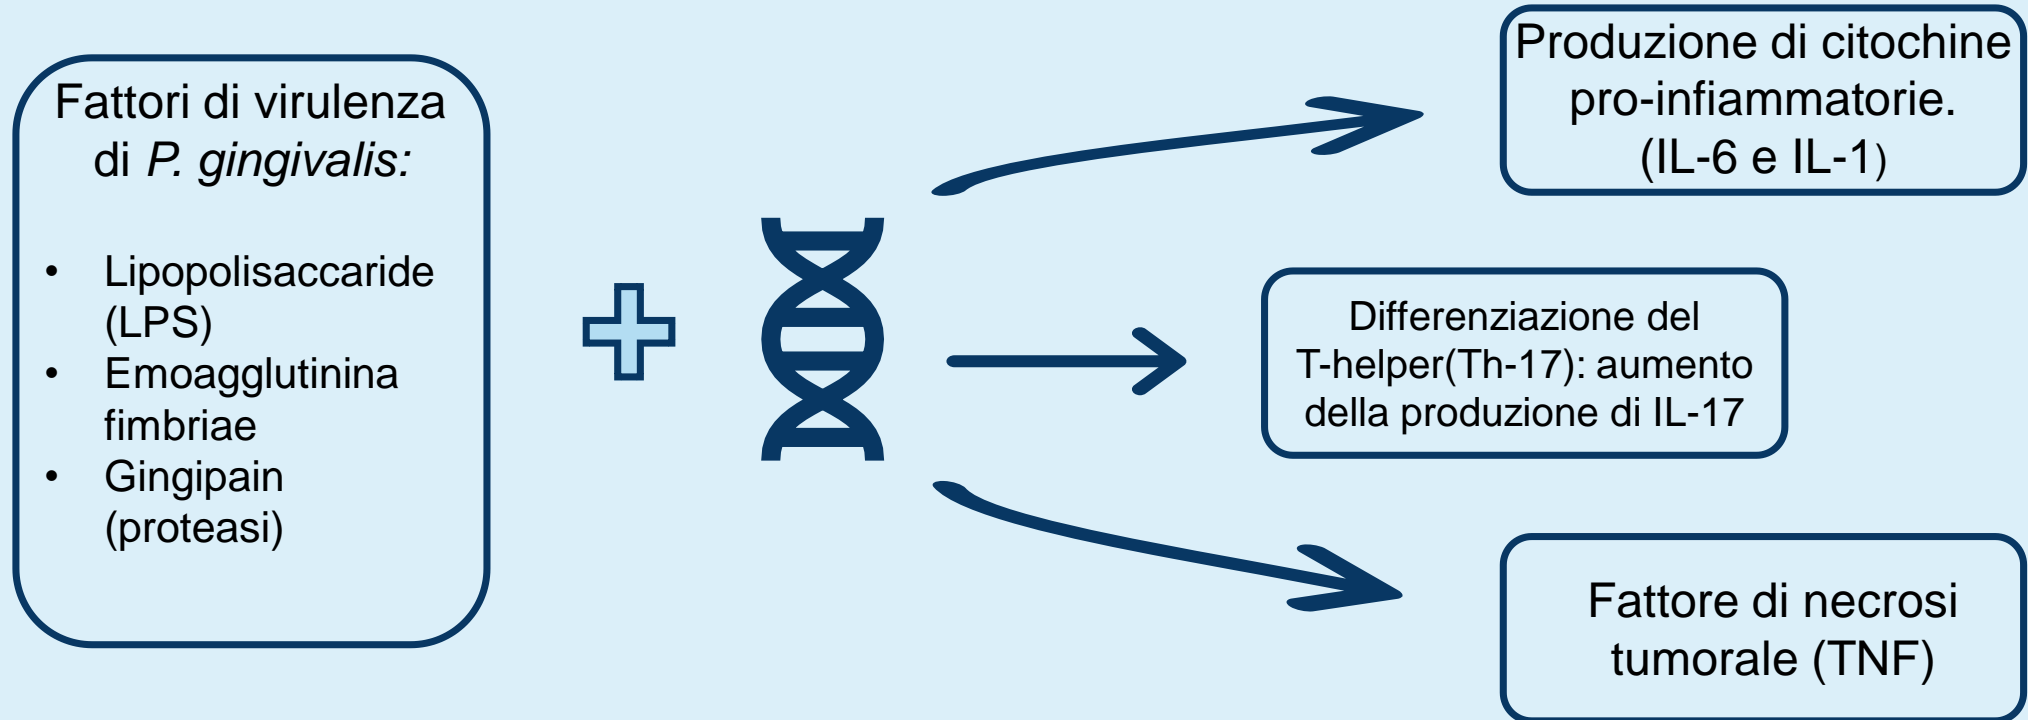 Fattori di virulenza
di P. gingivalis:
• Lipopolisaccaride
(LPS)
• Emoagglutinina
fimbriae
• Gingipain
(proteasi)
Produzione di citochine
pro-infiammatorie.
(IL-6 e IL-1)
Differenziazione del
T-helper(Th-17): aumento
della produzione di IL-17
Fattore di necrosi
tumorale (TNF)